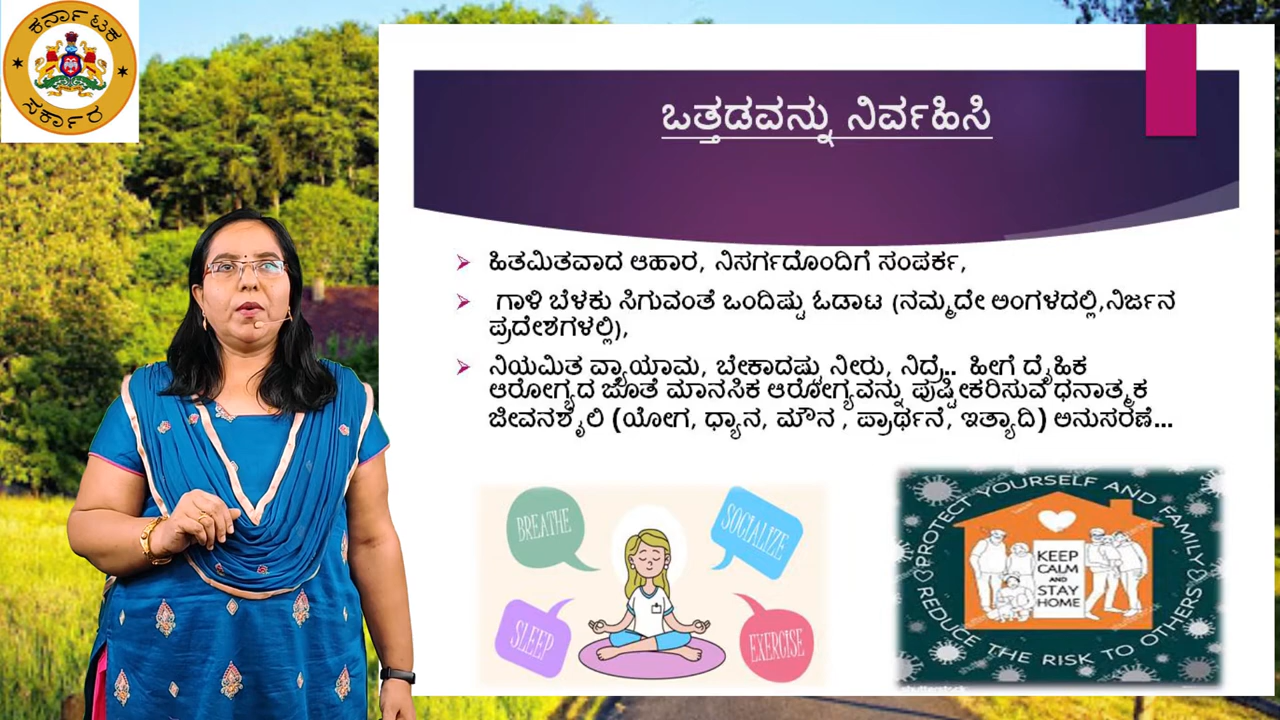 ಕರ್ನಾಟಕ
ಸರ್ಕಾರ
ಒತ್ತಡವನ್ನು ನಿರ್ವಹಿಸಿ
ಹಿತಮಿತವಾದ ಆಹಾರ, ನಿಸರ್ಗದೊಂದಿಗೆ ಸಂಪರ್ಕ,
ಗಾಳಿ ಬೆಳಕು ಸಿಗುವಂತೆ ಒಂದಿಷ್ಟು ಓಡಾಟ (ನಮ್ಮದೇ ಅಂಗಳದಲ್ಲಿ,ನಿರ್ಜನ
ಪ್ರದೇಶಗಳಲ್ಲಿ),
ನಿಯಮಿತ ವ್ಯಾಯಾಮ, ಬೇಕಾದಷ್ಟು ನೀರು, ನಿದ್ರೆ.. ಹೀಗೆ ದೈಹಿಕ
ಆರೋಗ್ಯದ ಜೊತೆ ಮಾನಸಿಕ ಆರೋಗ್ಯವನ್ನು ಪುಷ್ಟೀಕರಿಸುವ ಧನಾತ್ಮಕ
ಜೀವನಶೈಲಿ (ಯೋಗ, ಧ್ಯಾನ, ಮೌನ , ಪ್ರಾರ್ಥನೆ, ಇತ್ಯಾದಿ) ಅನುಸರಣೆ...
BREATHE
SOCIALIZE
SLEEP
EXERCISE
PROTECT YOURSELF AND FAMILY
KEEP
CALM
AND
STAY
HOME
REDUCE THE RISK TO OTHERS